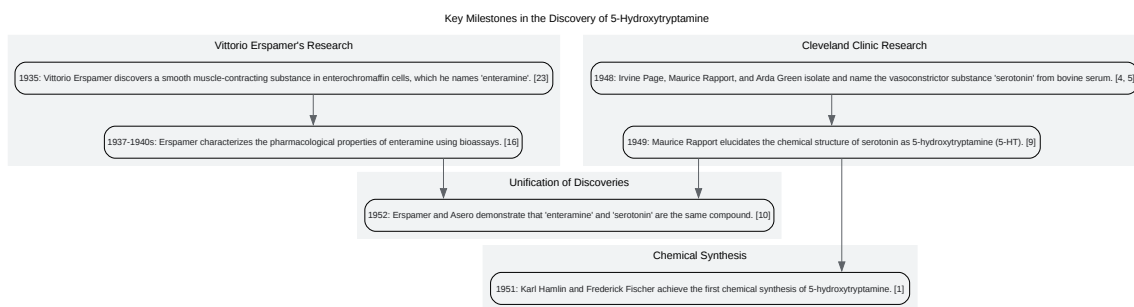 Key Milestones in the Discovery of 5-Hydroxytryptamine
Vittorio Erspamer's Research
1935: Vittorio Erspamer discovers a smooth muscle-contracting substance in enterochromaffin cells, which he names 'enteramine'. [23]
1937-1940s: Erspamer characterizes the pharmacological properties of enteramine using bioassays. [16]
Cleveland Clinic Research
1948: Irvine Page, Maurice Rapport, and Arda Green isolate and name the vasoconstrictor substance 'serotonin' from bovine serum. [4, 5]
1949: Maurice Rapport elucidates the chemical structure of serotonin as 5-hydroxytryptamine (5-HT). [9]
Unification of Discoveries
1952: Erspamer and Asero demonstrate that 'enteramine' and 'serotonin' are the same compound. [10]
Chemical Synthesis
1951: Karl Hamlin and Frederick Fischer achieve the first chemical synthesis of 5-hydroxytryptamine. [1]